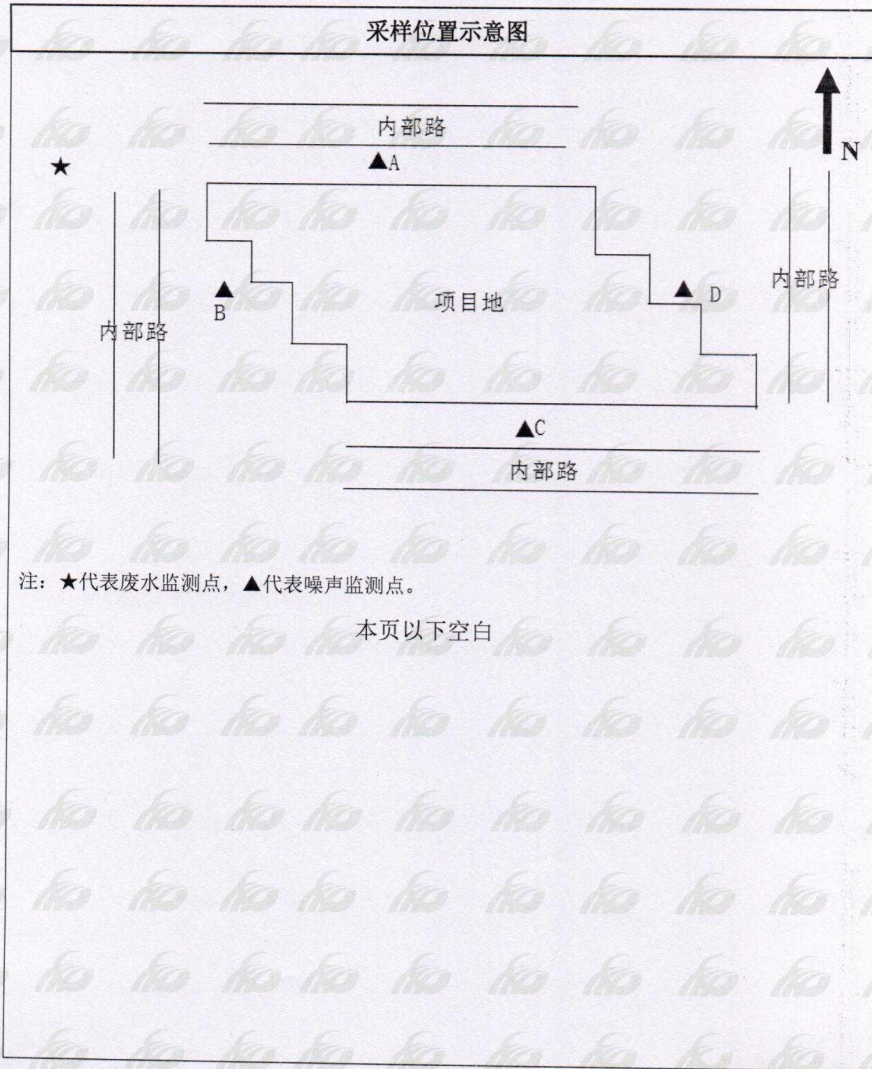 采样位置示意图
内部路
N
★
▲A
内部路
▲
B
项目地
▲ D
内部路
▲C
内部路
注：★代表废水监测点，▲代表噪声监测点。
本页以下空白